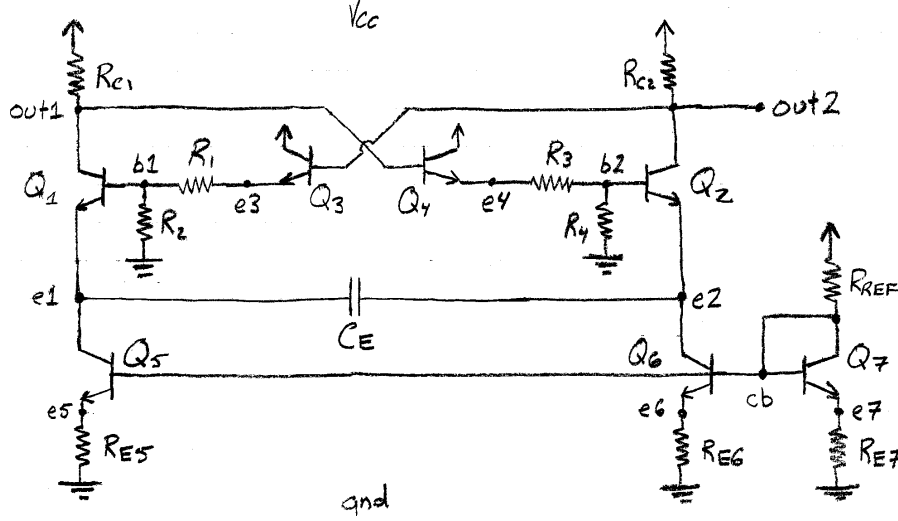 Vcc
RC1
RC2
out1
out2
b1
R1
R3
b2
Q1
e3
Q3
Q4
e4
Q2
R2
R4
e1
e2
RREF
CE
Q5
Q6
Q7
cb
e5
e6
e7
RE5
RE6
RE7
gnd